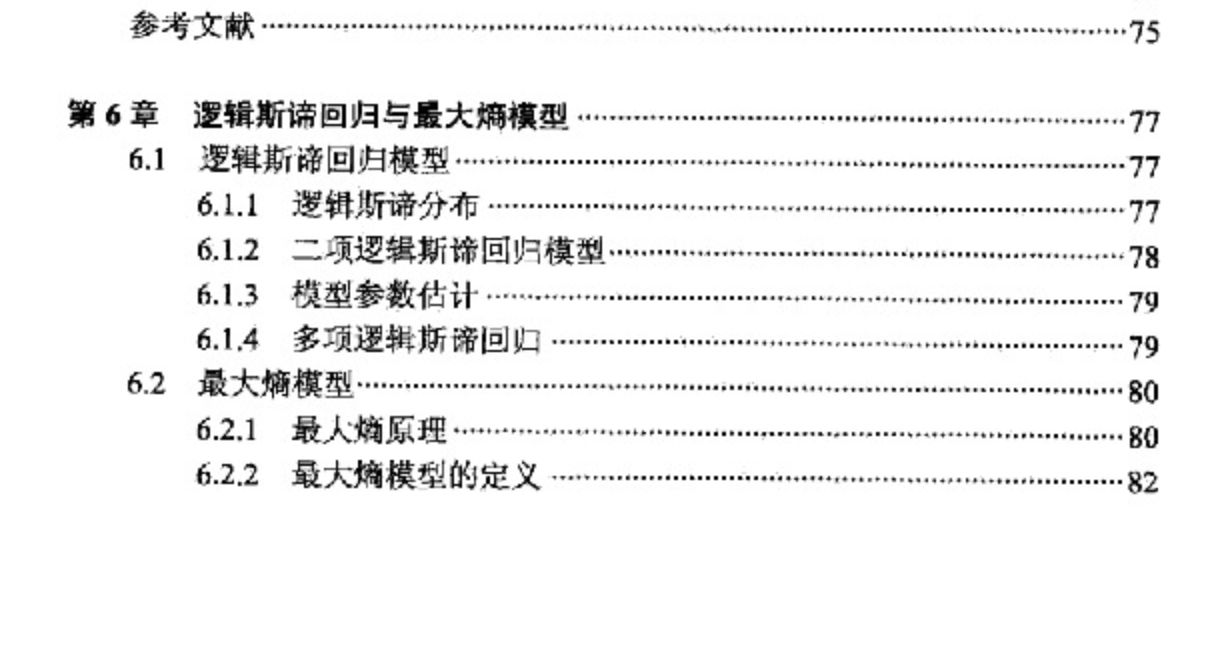 参考文献 75
第 6 章 逻辑斯谛回归与最大熵模型 77
6.1 逻辑斯谛回归模型 77
6.1.1 逻辑斯谛分布 77
6.1.2 二项逻辑斯谛回归模型 78
6.1.3 模型参数估计 79
6.1.4 多项逻辑斯谛回归 79
6.2 最大熵模型 80
6.2.1 最大熵原理 80
6.2.2 最大熵模型的定义 82